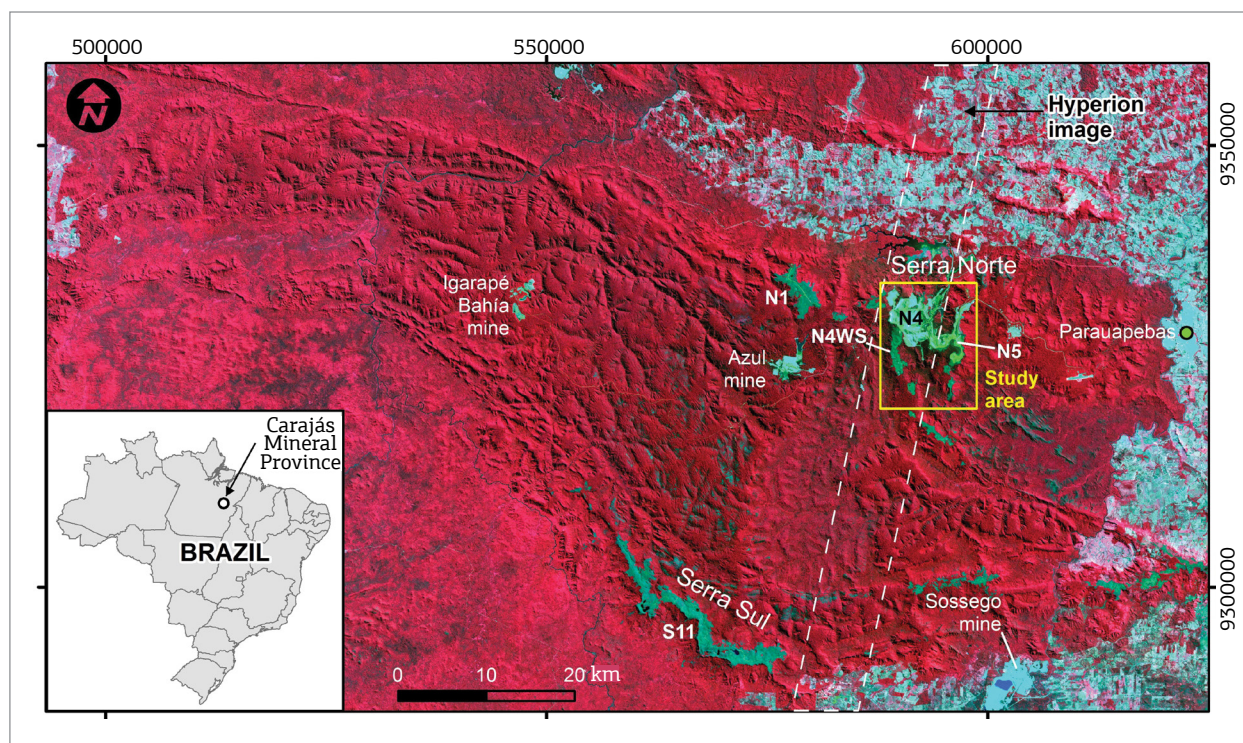 500000
550000
600000
N
Hyperion
image
9350000
Serra Norte
Igarapé
Bahía
mine
N1
N4
N4WS
N5
Parauapebas
Azul
mine
Study
area
Carajás
Mineral
Province
BRAZIL
Serra Sul
S11
Sossego
mine
9300000
0 10 20 km